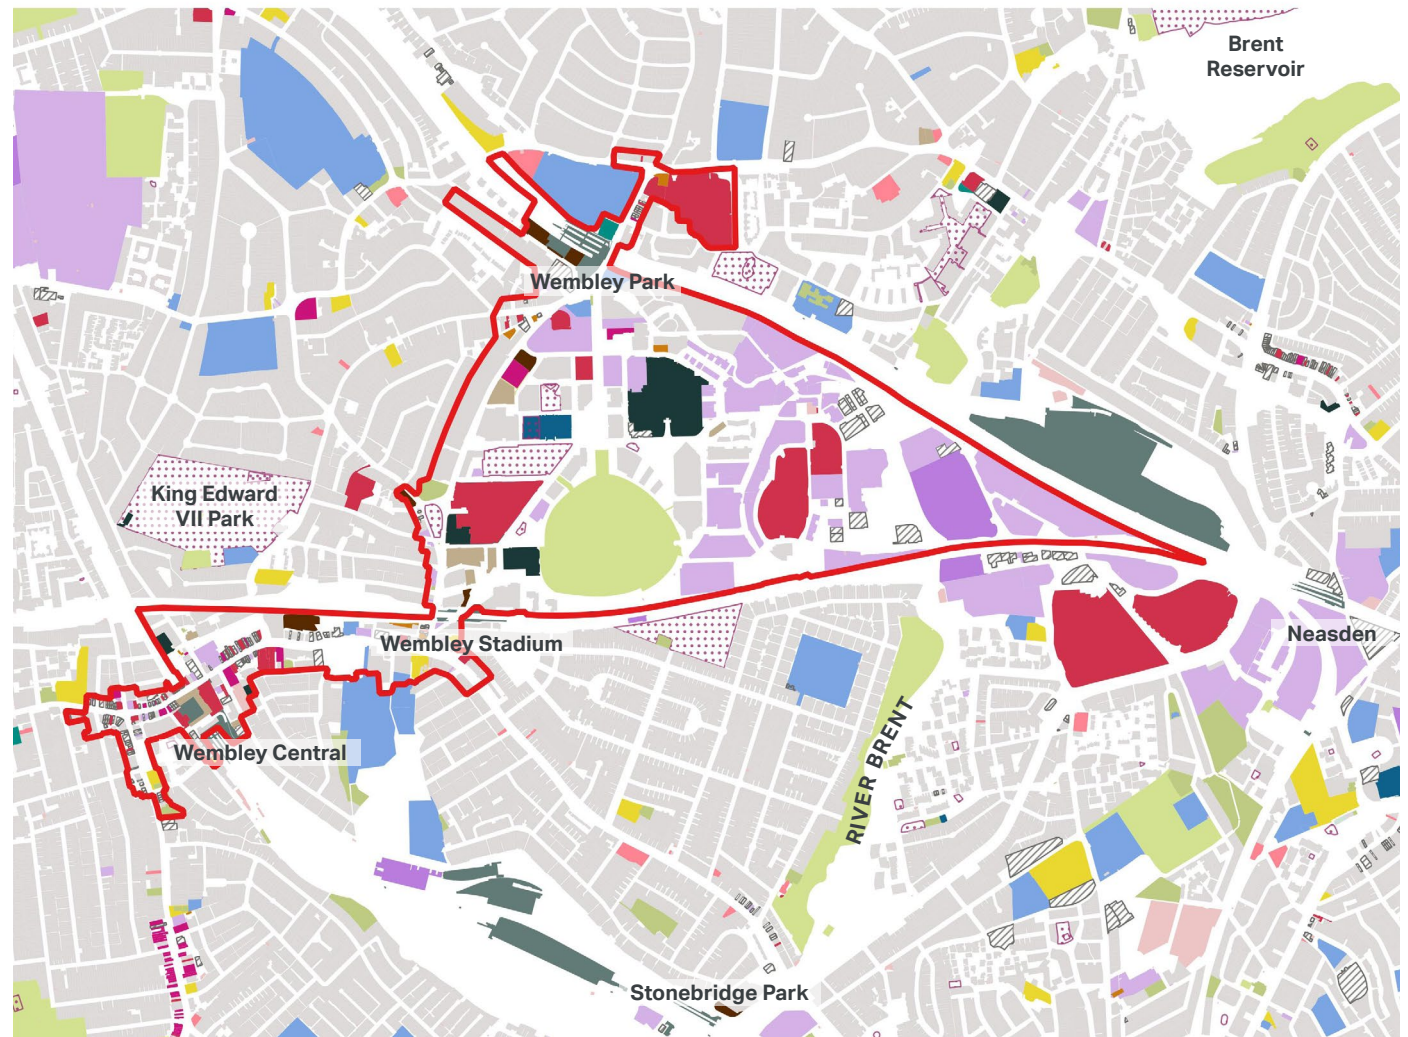 Brent
Reservoir
Wembley Park
King Edward
VII Park
Wembley Stadium
Neasden
Wembley Central
RIVER BRENT
Stonebridge Park